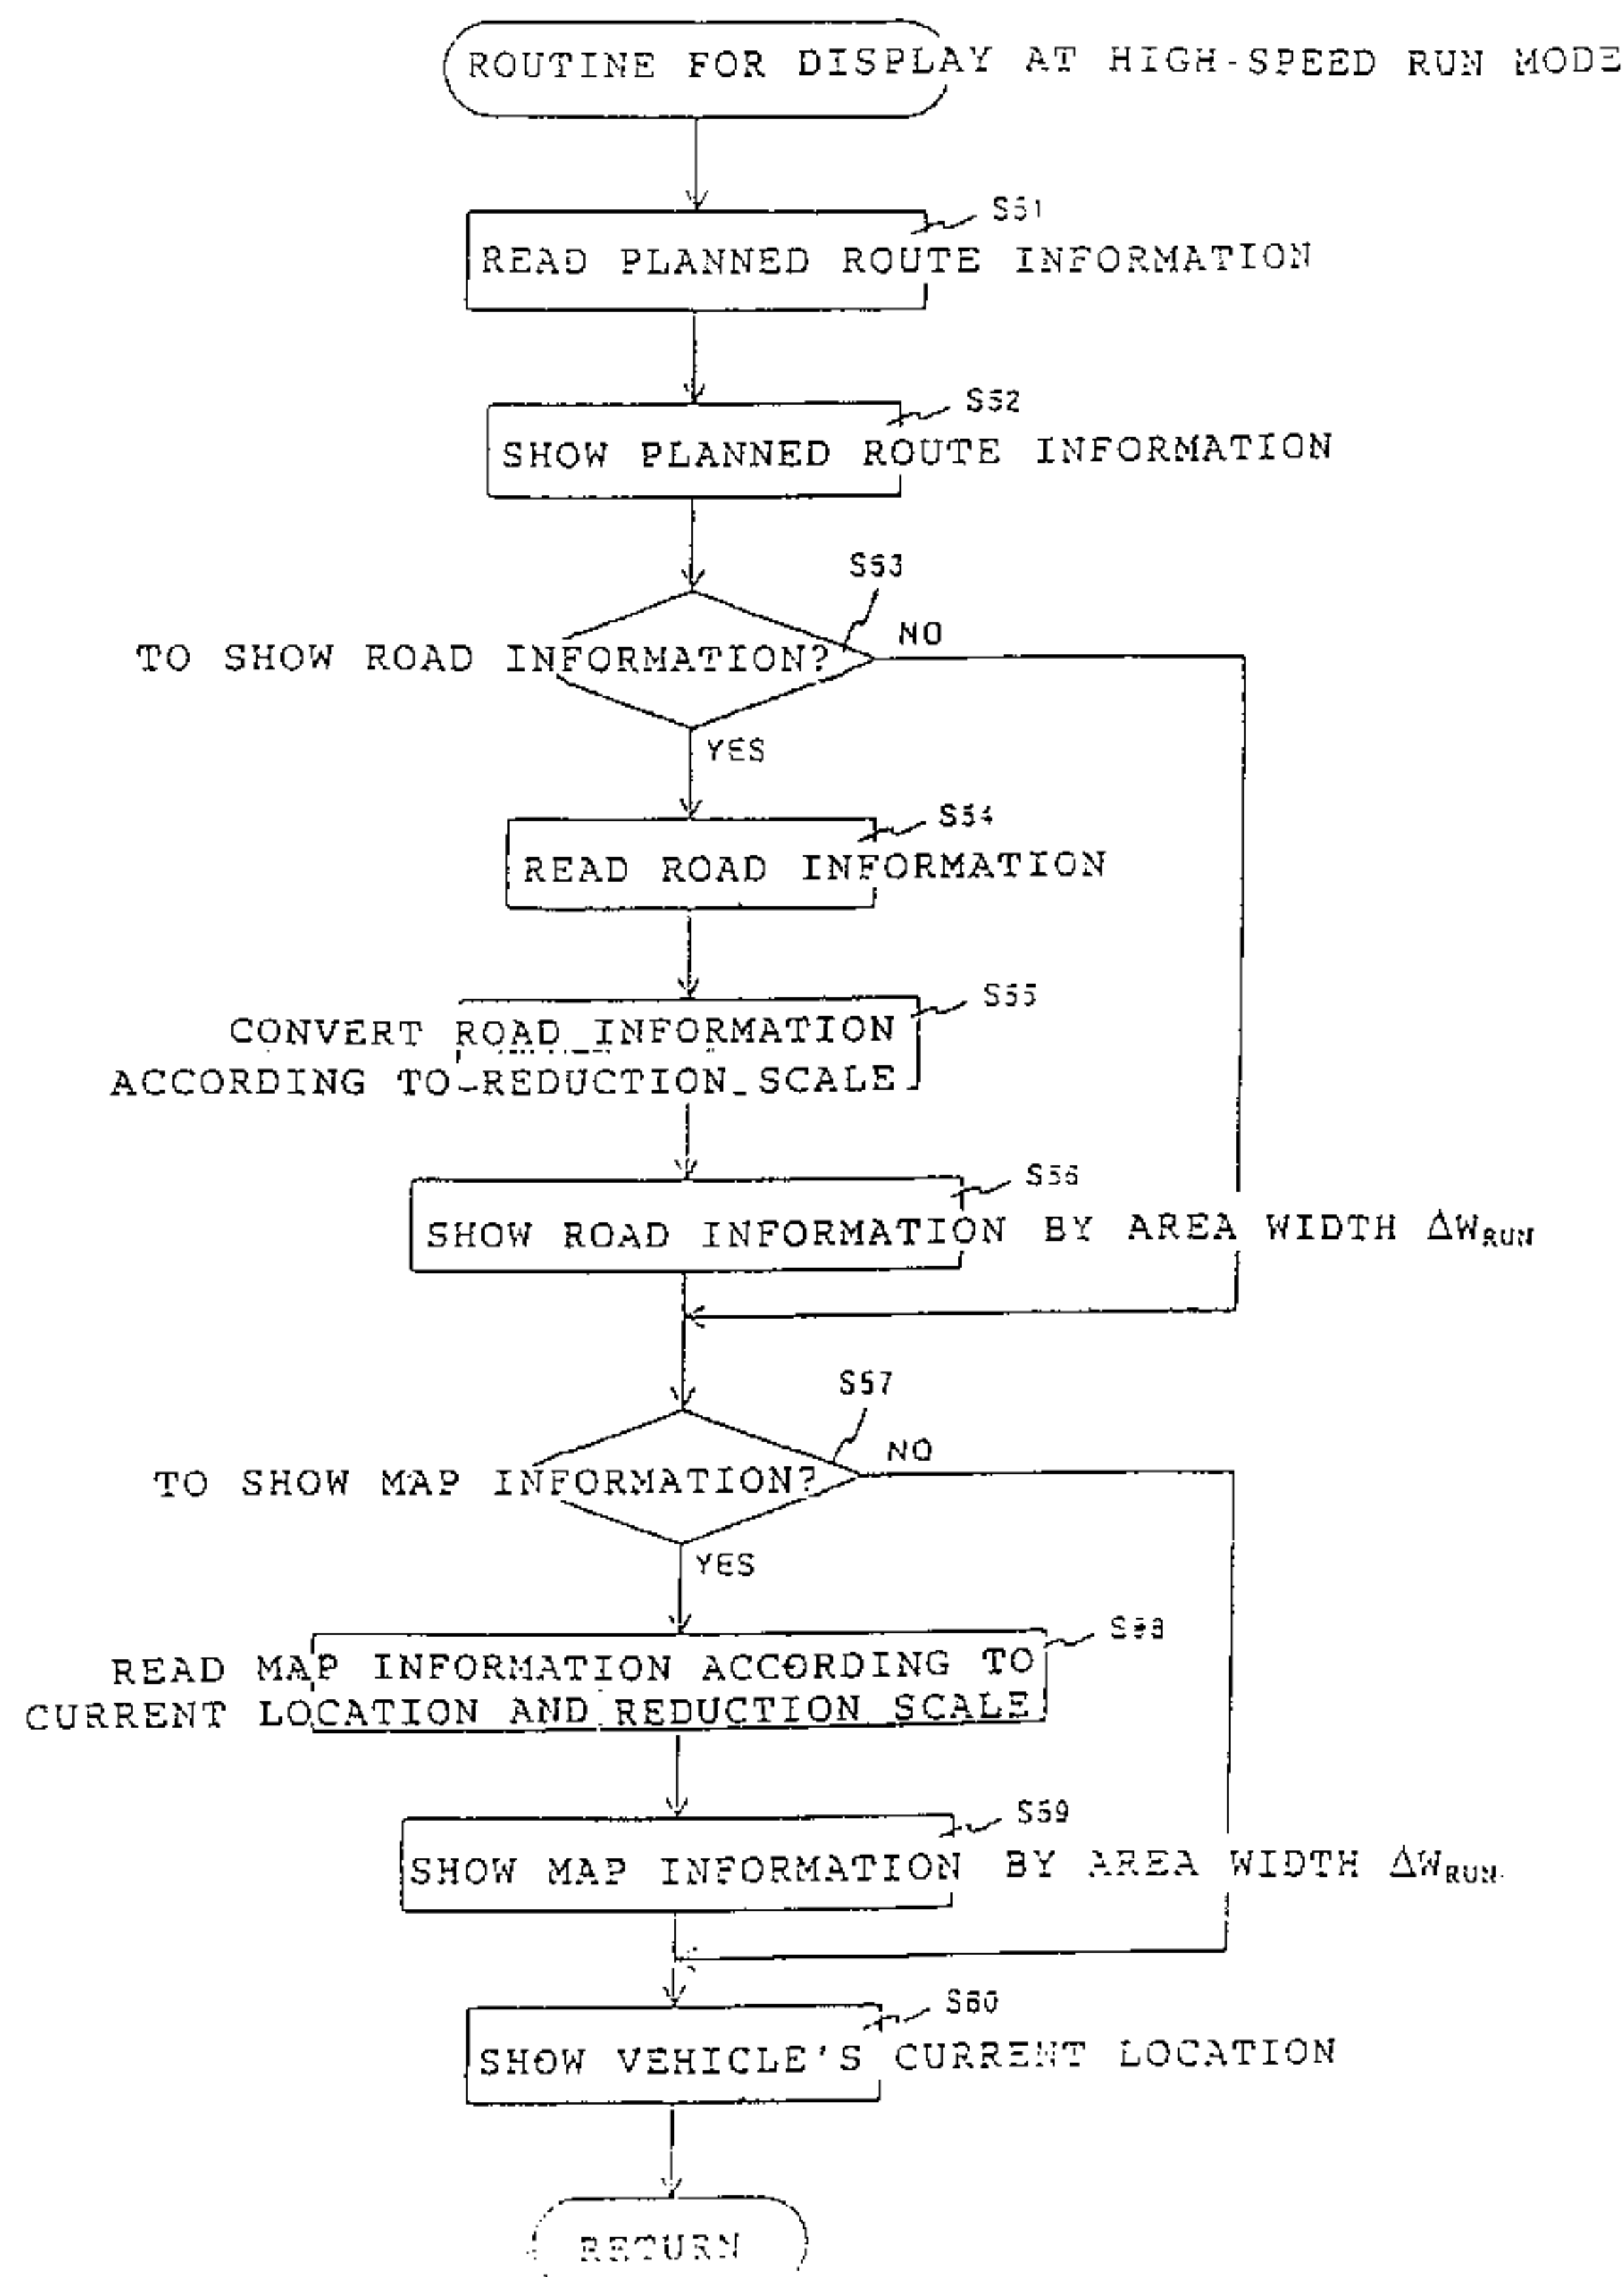 ROUTINE FOR DISPLAY AT HIGH-SPEED RUN MODE
S51
READ PLANNED ROUTE INFORMATION
S52
SHOW PLANNED ROUTE INFORMATION
S53
TO SHOW ROAD INFORMATION?
NO
YES
S54
READ ROAD INFORMATION
S55
CONVERT ROAD INFORMATION
ACCORDING TO REDUCTION SCALE
S56
SHOW ROAD INFORMATION BY AREA WIDTH ΔW_RUN
S57
TO SHOW MAP INFORMATION?
NO
YES
S58
READ MAP INFORMATION ACCORDING TO
CURRENT LOCATION AND REDUCTION SCALE
S59
SHOW MAP INFORMATION BY AREA WIDTH ΔW_RUN
S60
SHOW VEHICLE'S CURRENT LOCATION
RETURN